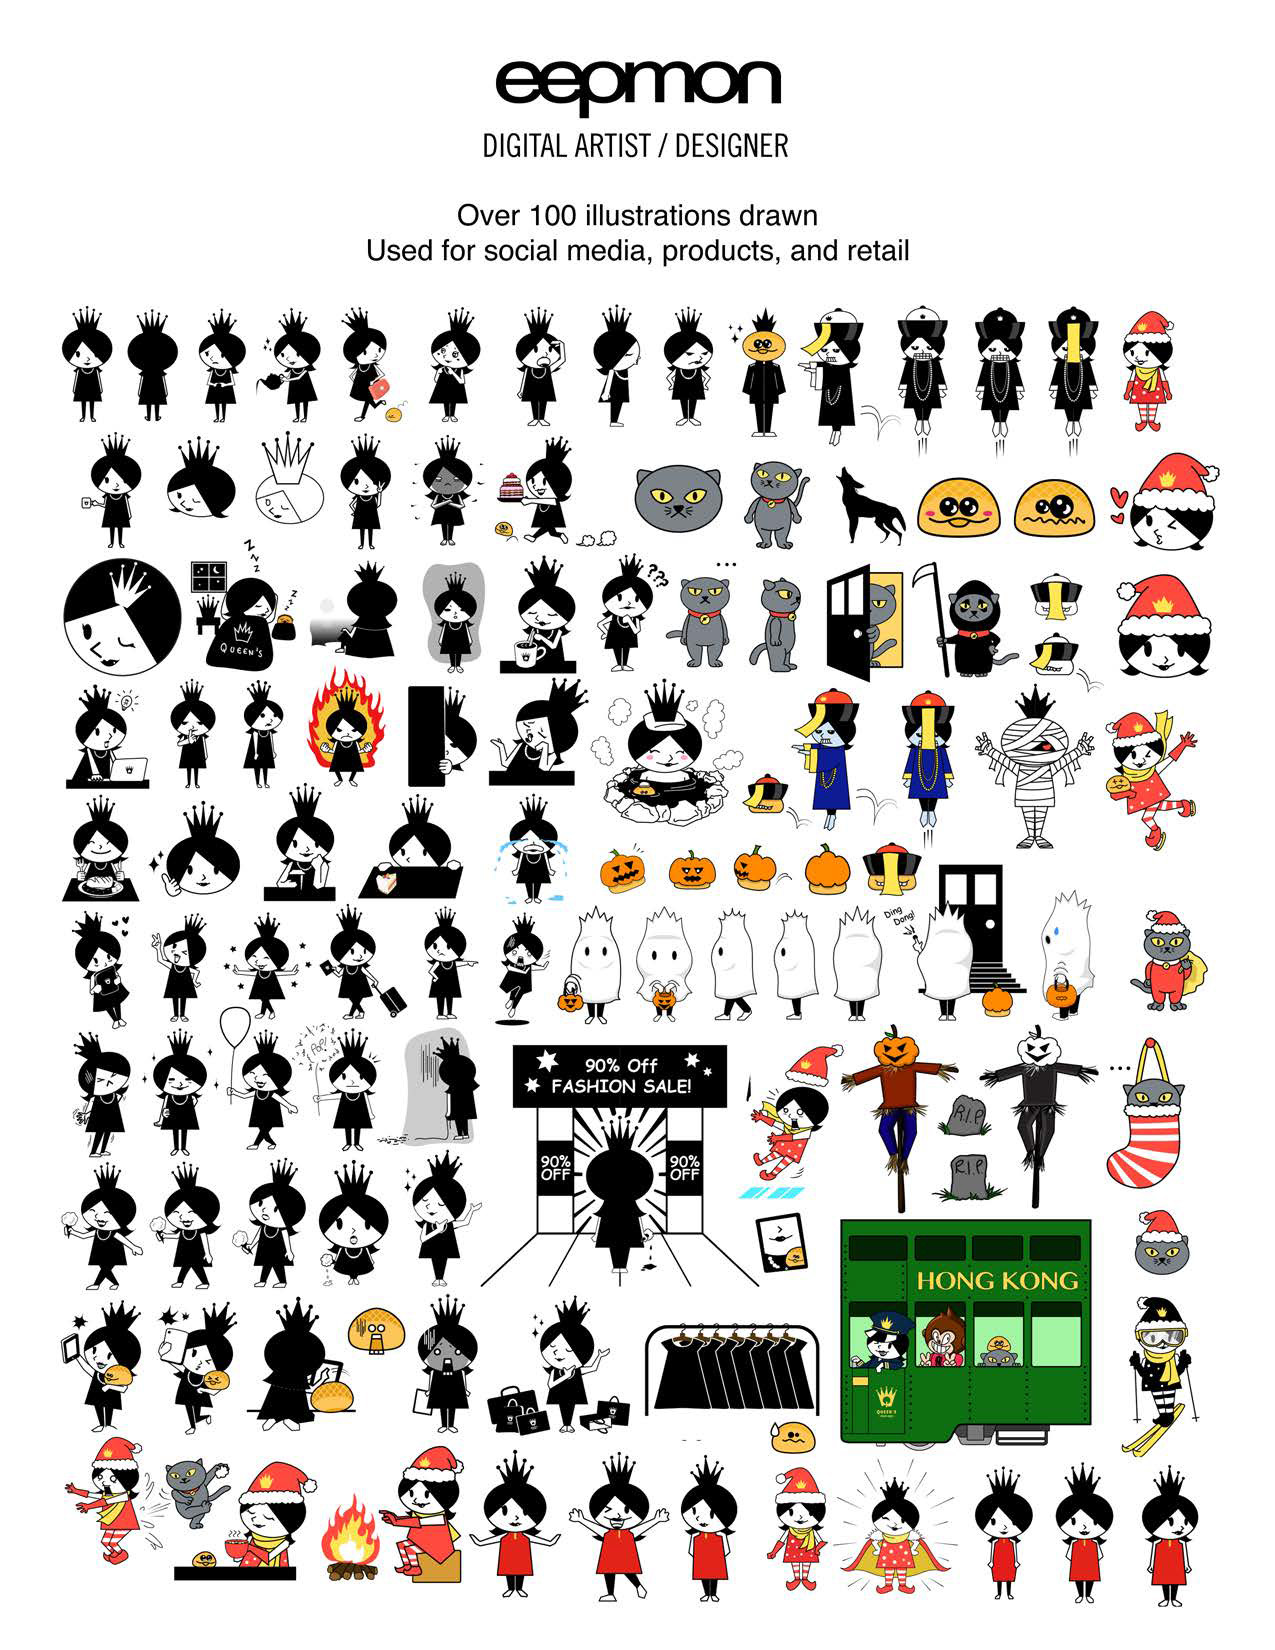 eepmon
DIGITAL ARTIST / DESIGNER
Over 100 illustrations drawn
Used for social media, products, and retail
???
Z
Z
Z
Z
Z
Z
QUEEN'S
Ding
Dong!
POP!
90% Off
FASHION SALE!
90%
OFF
90%
OFF
R.I.P
R.I.P
HONG KONG
QUEEN'S